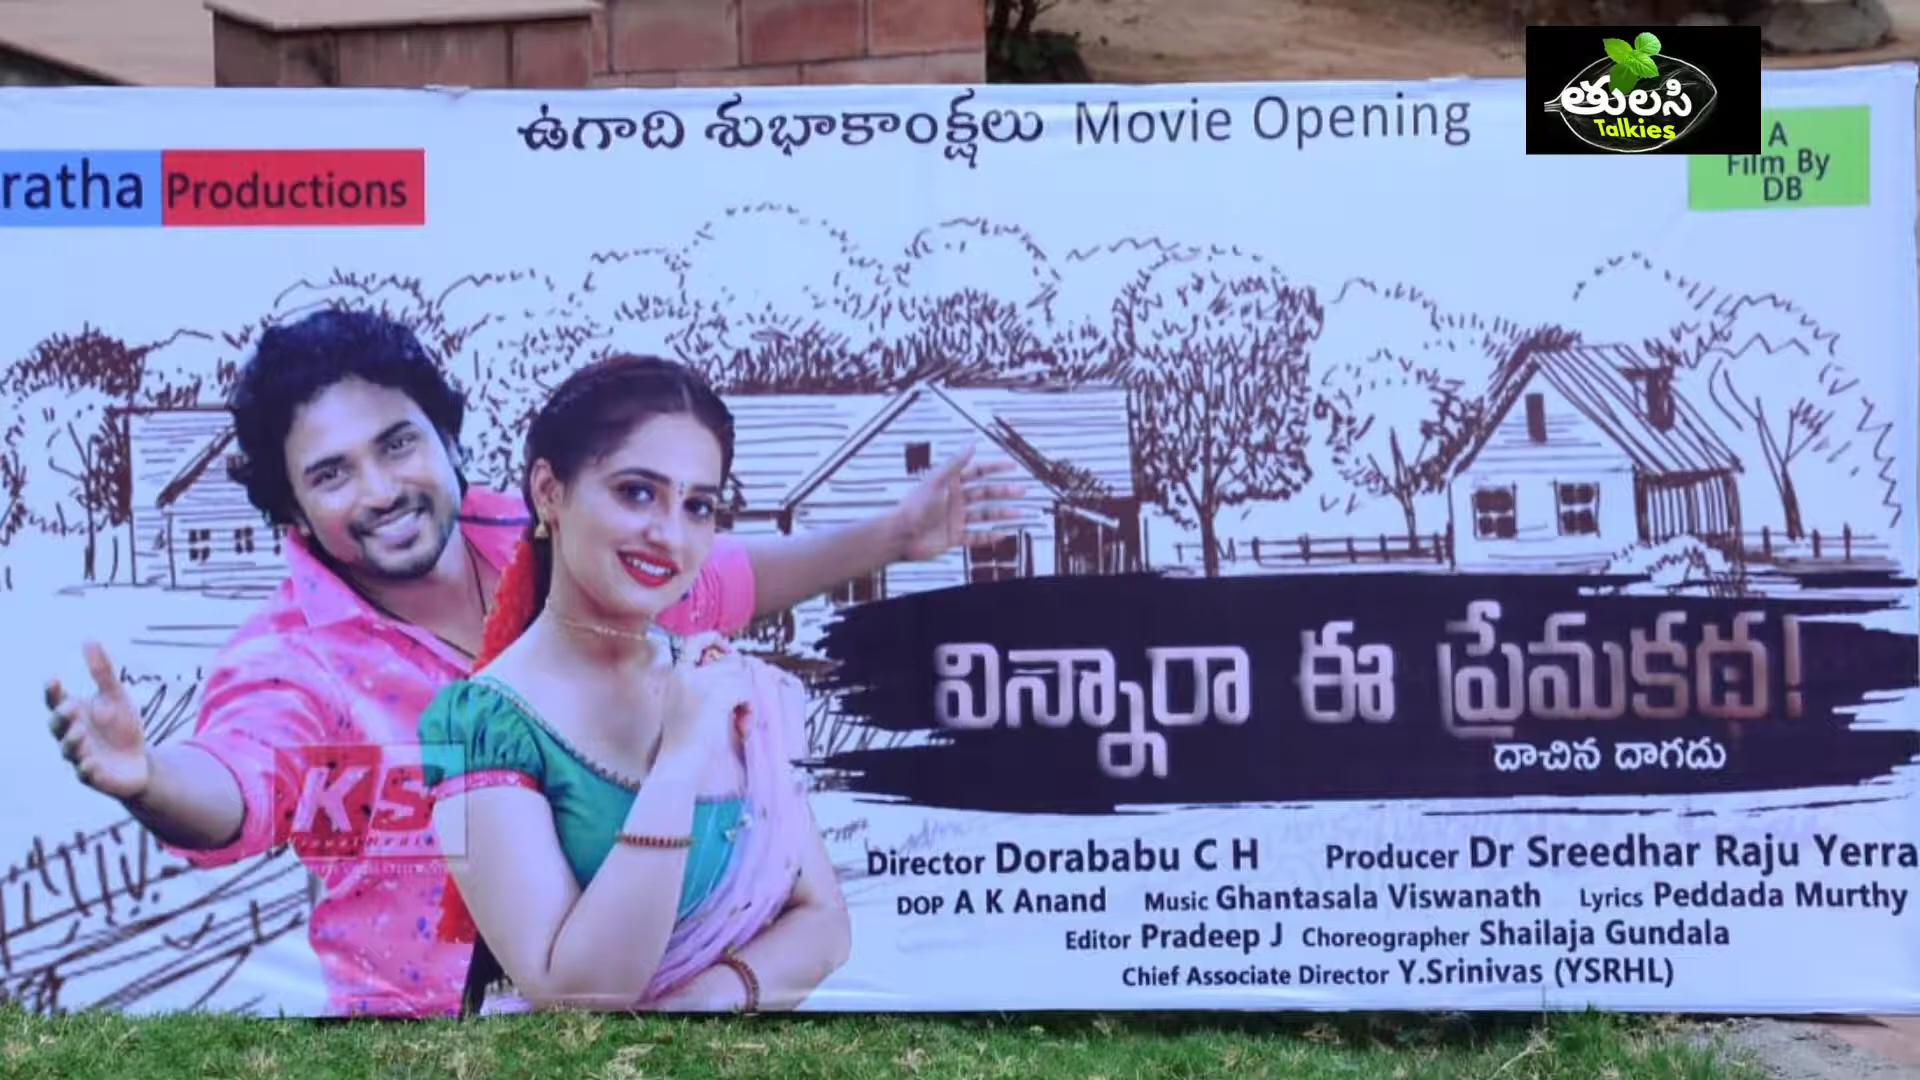 తులసి
Talkies
ఉగాది శుభాకాంక్షలు Movie Opening
ratha Productions
A
Film By
DB
విన్నారా ఈ ప్రేమకథ!
దాచిన దాగదు
KS
Director Dorababu C H Producer Dr Sreedhar Raju Yerra
DOP A K Anand Music Ghantasala Viswanath Lyrics Peddada Murthy
Editor Pradeep J Choreographer Shailaja Gundala
Chief Associate Director Y.Srinivas (YSRHL)